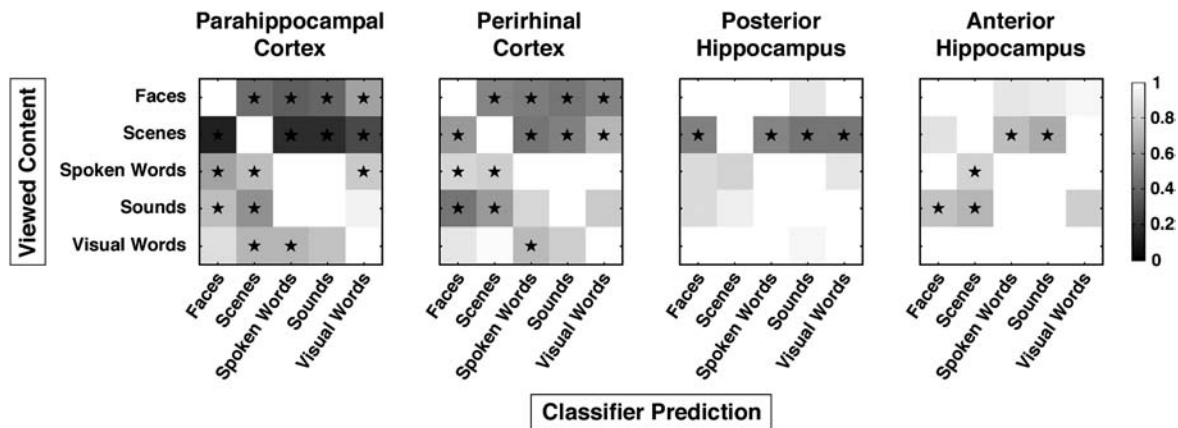 Parahippocampal
Cortex
Perirhinal
Cortex
Posterior
Hippocampus
Anterior
Hippocampus
Viewed Content
Faces
Scenes
Spoken Words
Sounds
Visual Words
1
0.8
0.6
0.4
0.2
0
Faces
Scenes
Spoken Words
Sounds
Visual Words
Faces
Scenes
Spoken Words
Sounds
Visual Words
Faces
Scenes
Spoken Words
Sounds
Visual Words
Faces
Scenes
Spoken Words
Sounds
Visual Words
Classifier Prediction